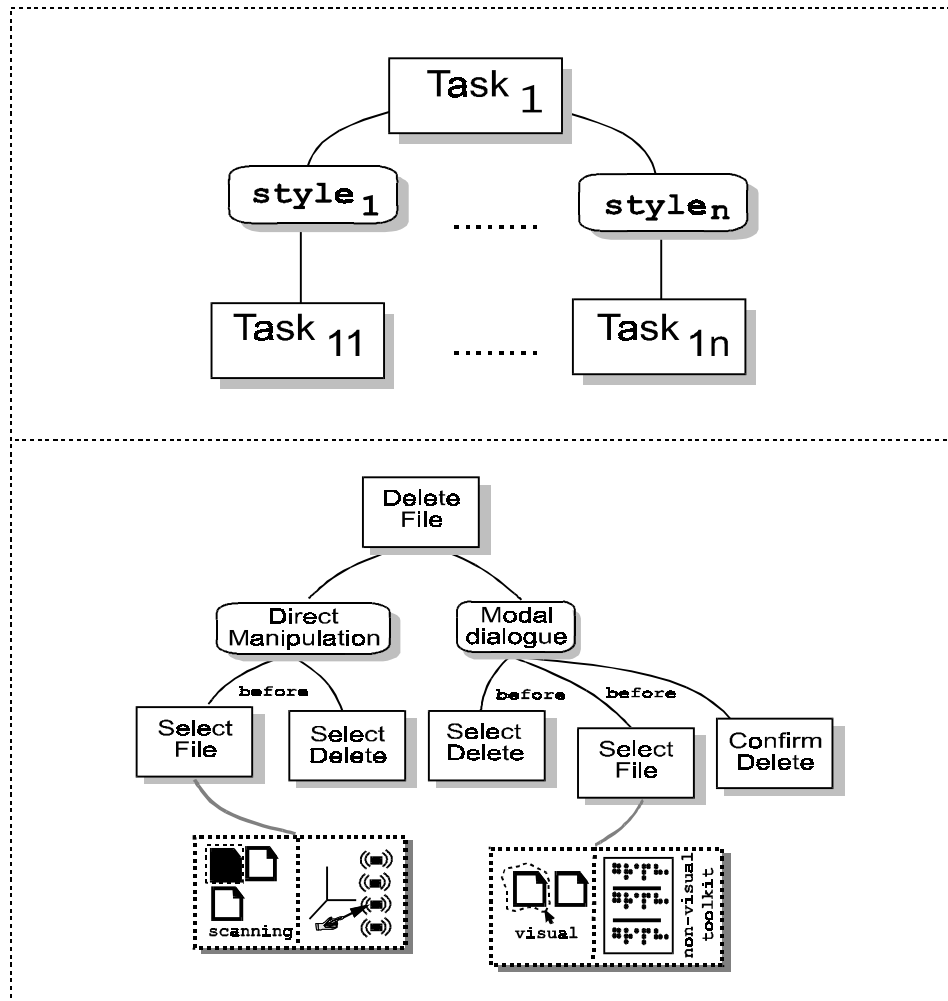 Task 1
style1
stylen
........
Task 11
Task 1n
........
Delete
File
Direct
Manipulation
Modal
dialogue
before
before
before
Select
File
Select
Delete
Select
Delete
Select
File
Confirm
Delete
scanning
visual
non-visual
toolkit